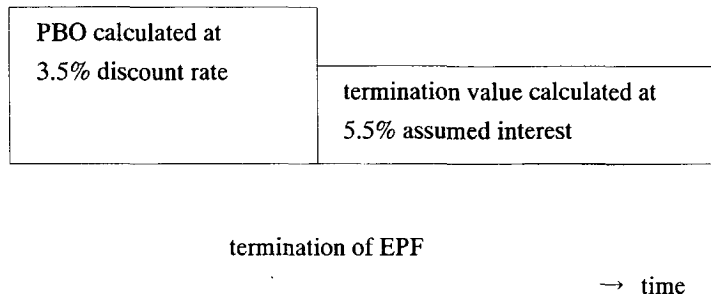 PBO calculated at
3.5% discount rate
termination value calculated at
5.5% assumed interest
termination of EPF
→ time